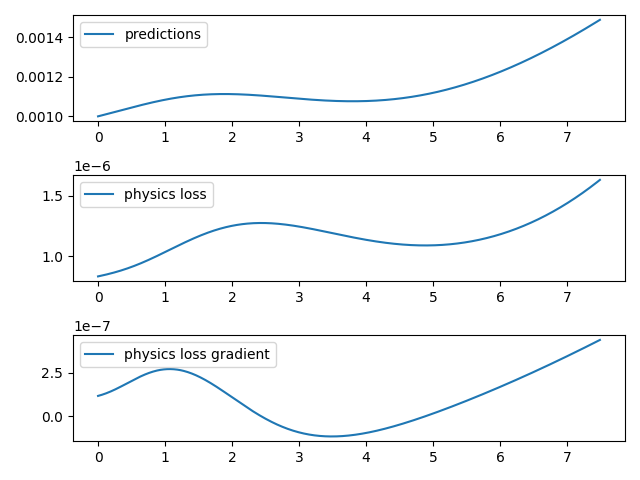 predictions
0.0014
0.0012
0.0010
0 1 2 3 4 5 6 7
1e−6
physics loss
1.5
1.0
0 1 2 3 4 5 6 7
1e−7
physics loss gradient
2.5
0.0
0 1 2 3 4 5 6 7